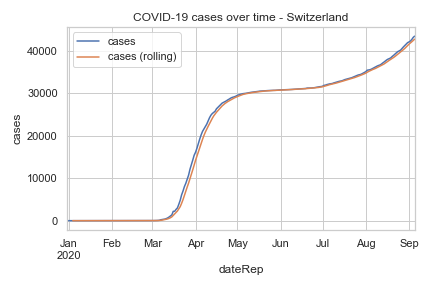 COVID-19 cases over time - Switzerland
cases
cases (rolling)
40000
30000
20000
10000
0
cases
Jan Feb Mar Apr May Jun Jul Aug Sep
2020
dateRep